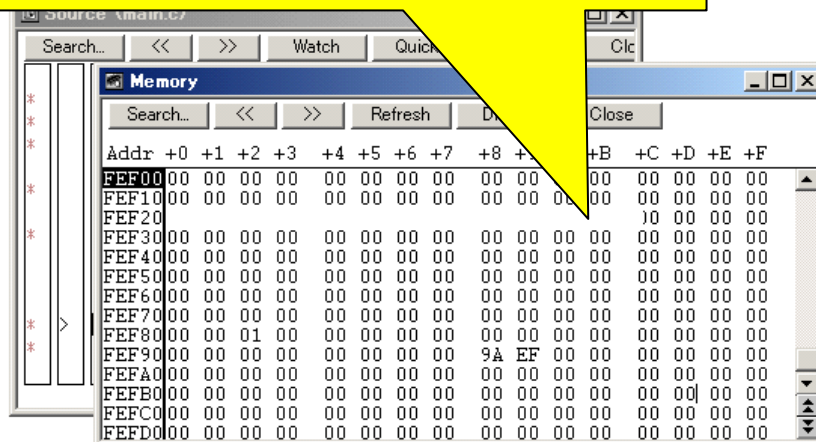 Source (main.c)
Search... << >> Watch
Memory
Search... << >> Refresh Close
Addr +0 +1 +2 +3 +4 +5 +6 +7 +8 +B +C +D +E +F
FEF00 00 00 00 00 00 00 00 00 00 00 00 00 00 00 00
FEF10 00 00 00 00 00 00 00 00 00 00 00 00 00 00 00
FEF20 00 00 00
FEF30 00 00 00 00 00 00 00 00 00 00 00 00 00 00 00 00
FEF40 00 00 00 00 00 00 00 00 00 00 00 00 00 00 00 00
FEF50 00 00 00 00 00 00 00 00 00 00 00 00 00 00 00 00
FEF60 00 00 00 00 00 00 00 00 00 00 00 00 00 00 00 00
FEF70 00 00 00 00 00 00 00 00 00 00 00 00 00 00 00 00
FEF80 00 00 01 00 00 00 00 00 00 00 00 00 00 00 00 00
FEF90 00 00 00 00 00 00 00 00 9A EF 00 00 00 00 00 00
FEFA0 00 00 00 00 00 00 00 00 00 00 00 00 00 00 00 00
FEFB0 00 00 00 00 00 00 00 00 00 00 00 00 00 00 00 00
FEFC0 00 00 00 00 00 00 00 00 00 00 00 00 00 00 00 00
FEFD0 00 00 00 00 00 00 00 00 00 00 00 00 00 00 00 00